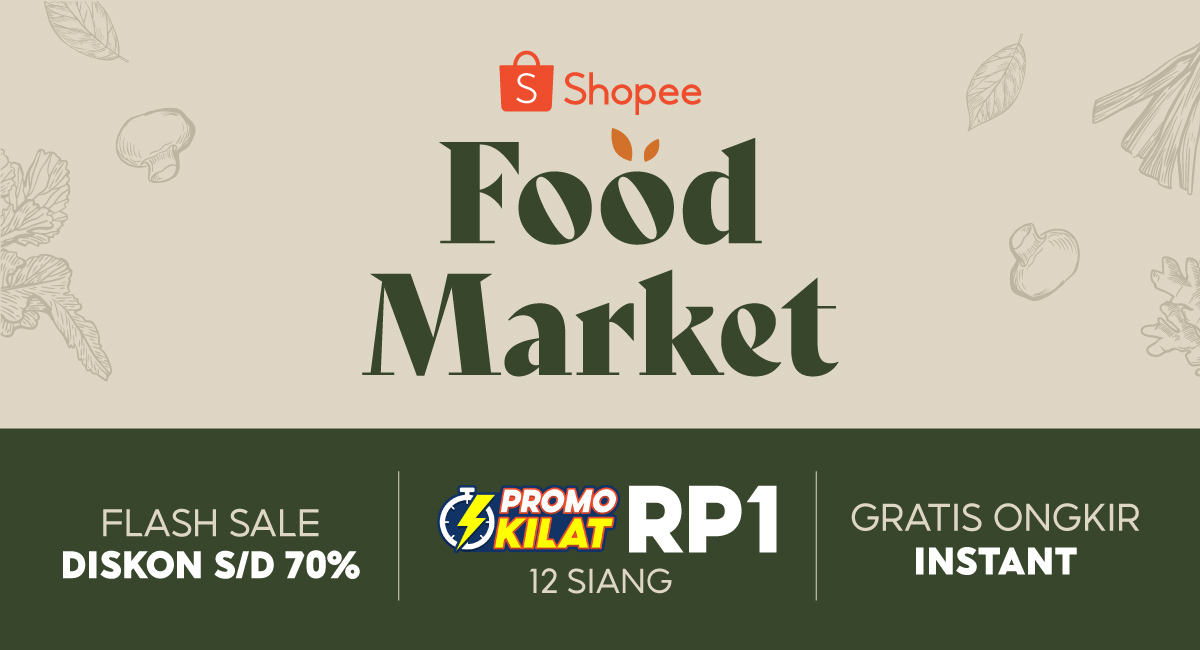 S Shopee
Food
Market
FLASH SALE
DISKON S/D 70%
PROMO
KILAT
RP1
12 SIANG
GRATIS ONGKIR
INSTANT